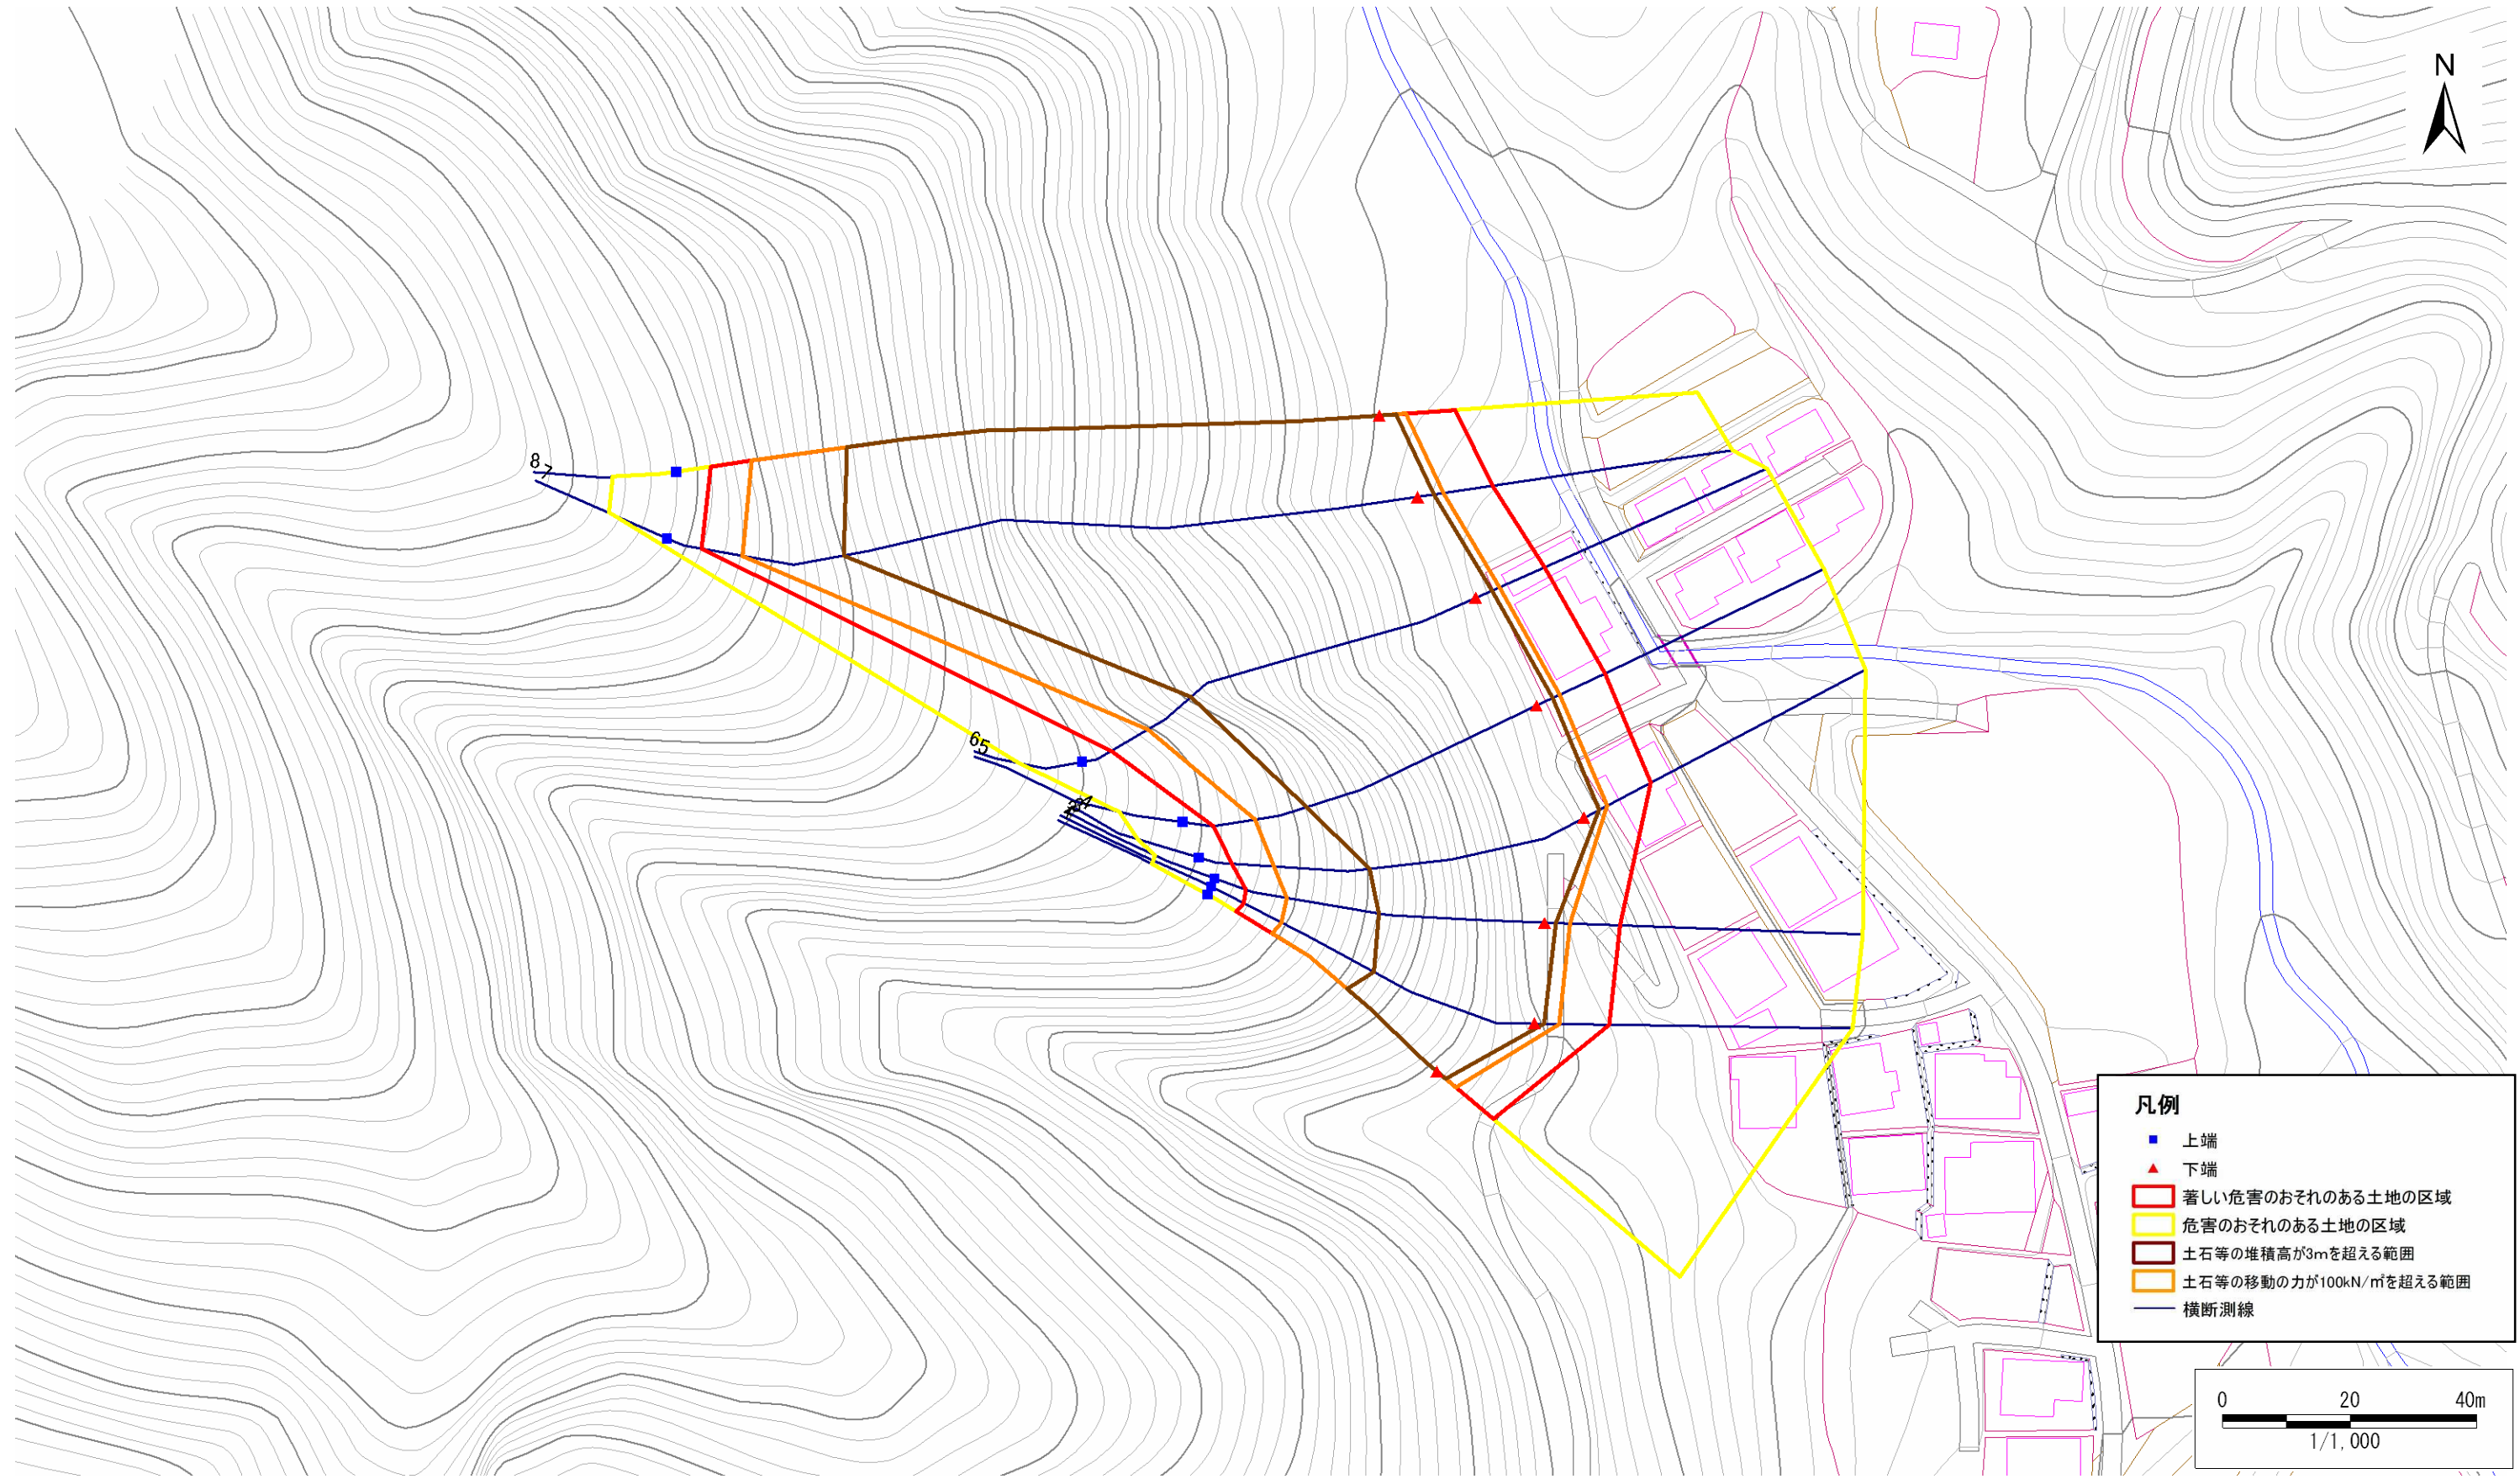 N
8
7
6
5
4
凡例
上端
下端
著しい危害のおそれのある土地の区域
危害のおそれのある土地の区域
土石等の堆積高が3mを超える範囲
土石等の移動の力が100kN/㎡を超える範囲
横断測線
0 20 40m
1/1,000